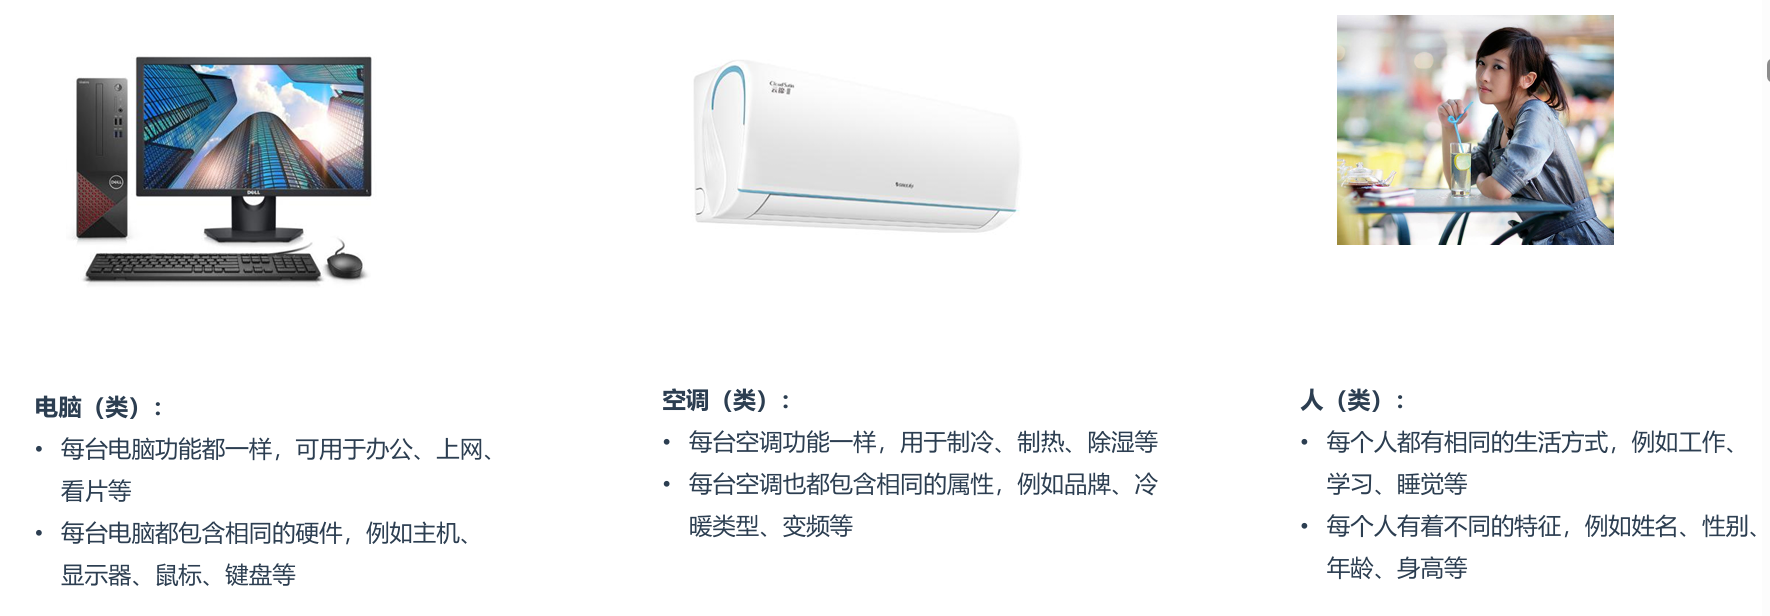 DELL
DELL
云锦Ⅲ
电脑（类）：
• 每台电脑功能都一样，可用于办公、上网、
看片等
• 每台电脑都包含相同的硬件，例如主机、
显示器、鼠标、键盘等
空调（类）：
• 每台空调功能一样，用于制冷、制热、除湿等
• 每台空调也都包含相同的属性，例如品牌、冷
暖类型、变频等
人（类）：
• 每个人都有相同的生活方式，例如工作、
学习、睡觉等
• 每个人有着不同的特征，例如姓名、性别、
年龄、身高等